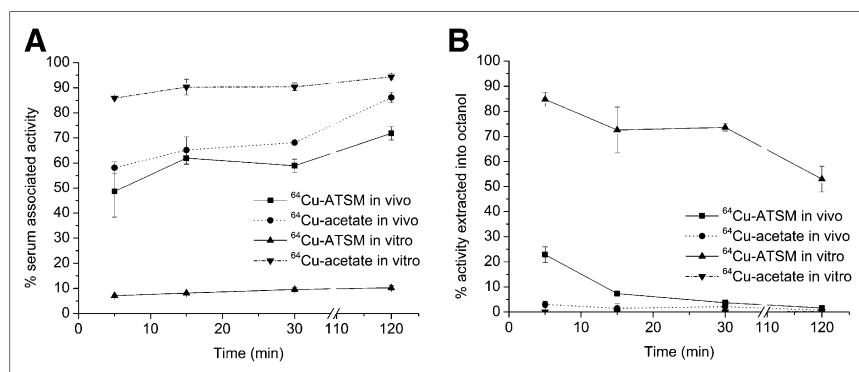 A
% serum associated activity
100
90
80
70
60
50
40
30
20
10
0
64Cu-ATSM in vivo
64Cu-acetate in vivo
64Cu-ATSM in vitro
64Cu-acetate in vitro
0 10 20 30 110 120
Time (min)
B
% activity extracted into octanol
100
90
80
70
60
50
40
30
20
10
0
64Cu-ATSM in vivo
64Cu-acetate in vivo
64Cu-ATSM in vitro
64Cu-acetate in vitro
0 10 20 30 110 120
Time (min)